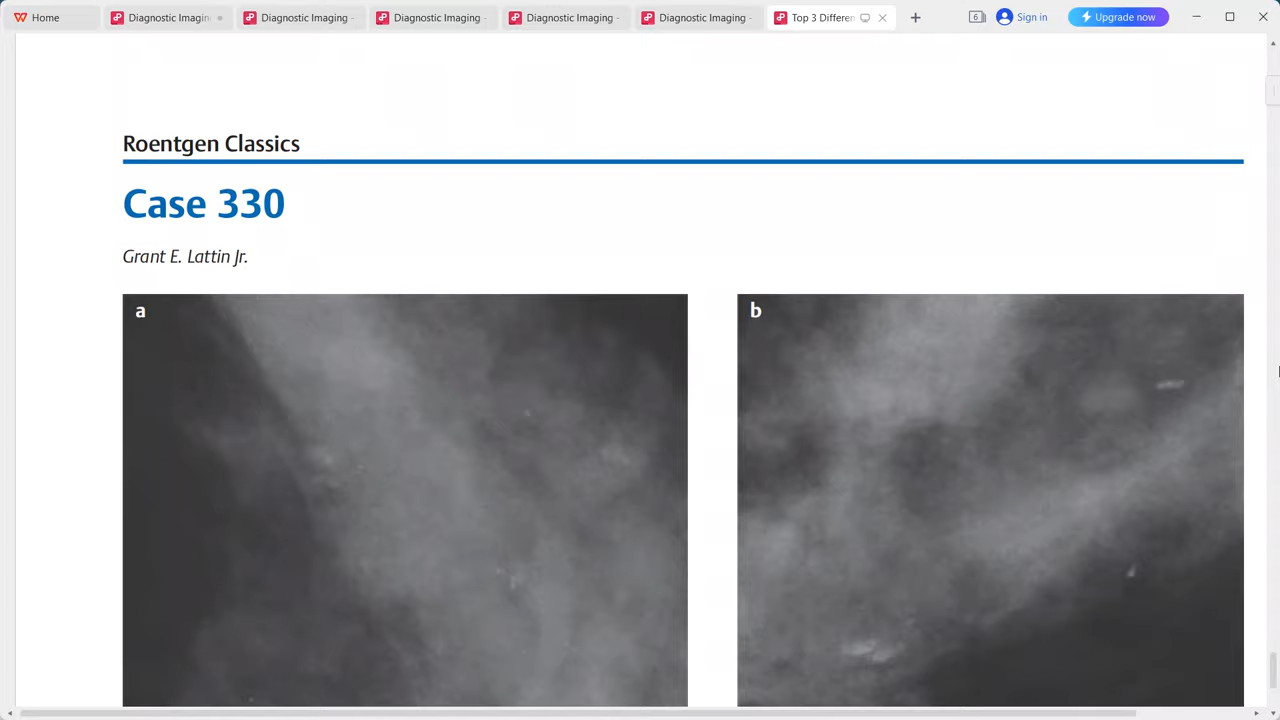 Home
Diagnostic Imagin
Diagnostic Imaging -
Diagnostic Imaging -
Diagnostic Imaging -
Diagnostic Imaging -
Top 3 Differen
6
Sign in
Upgrade now
Roentgen Classics
Case 330
Grant E. Lattin Jr.
a
b